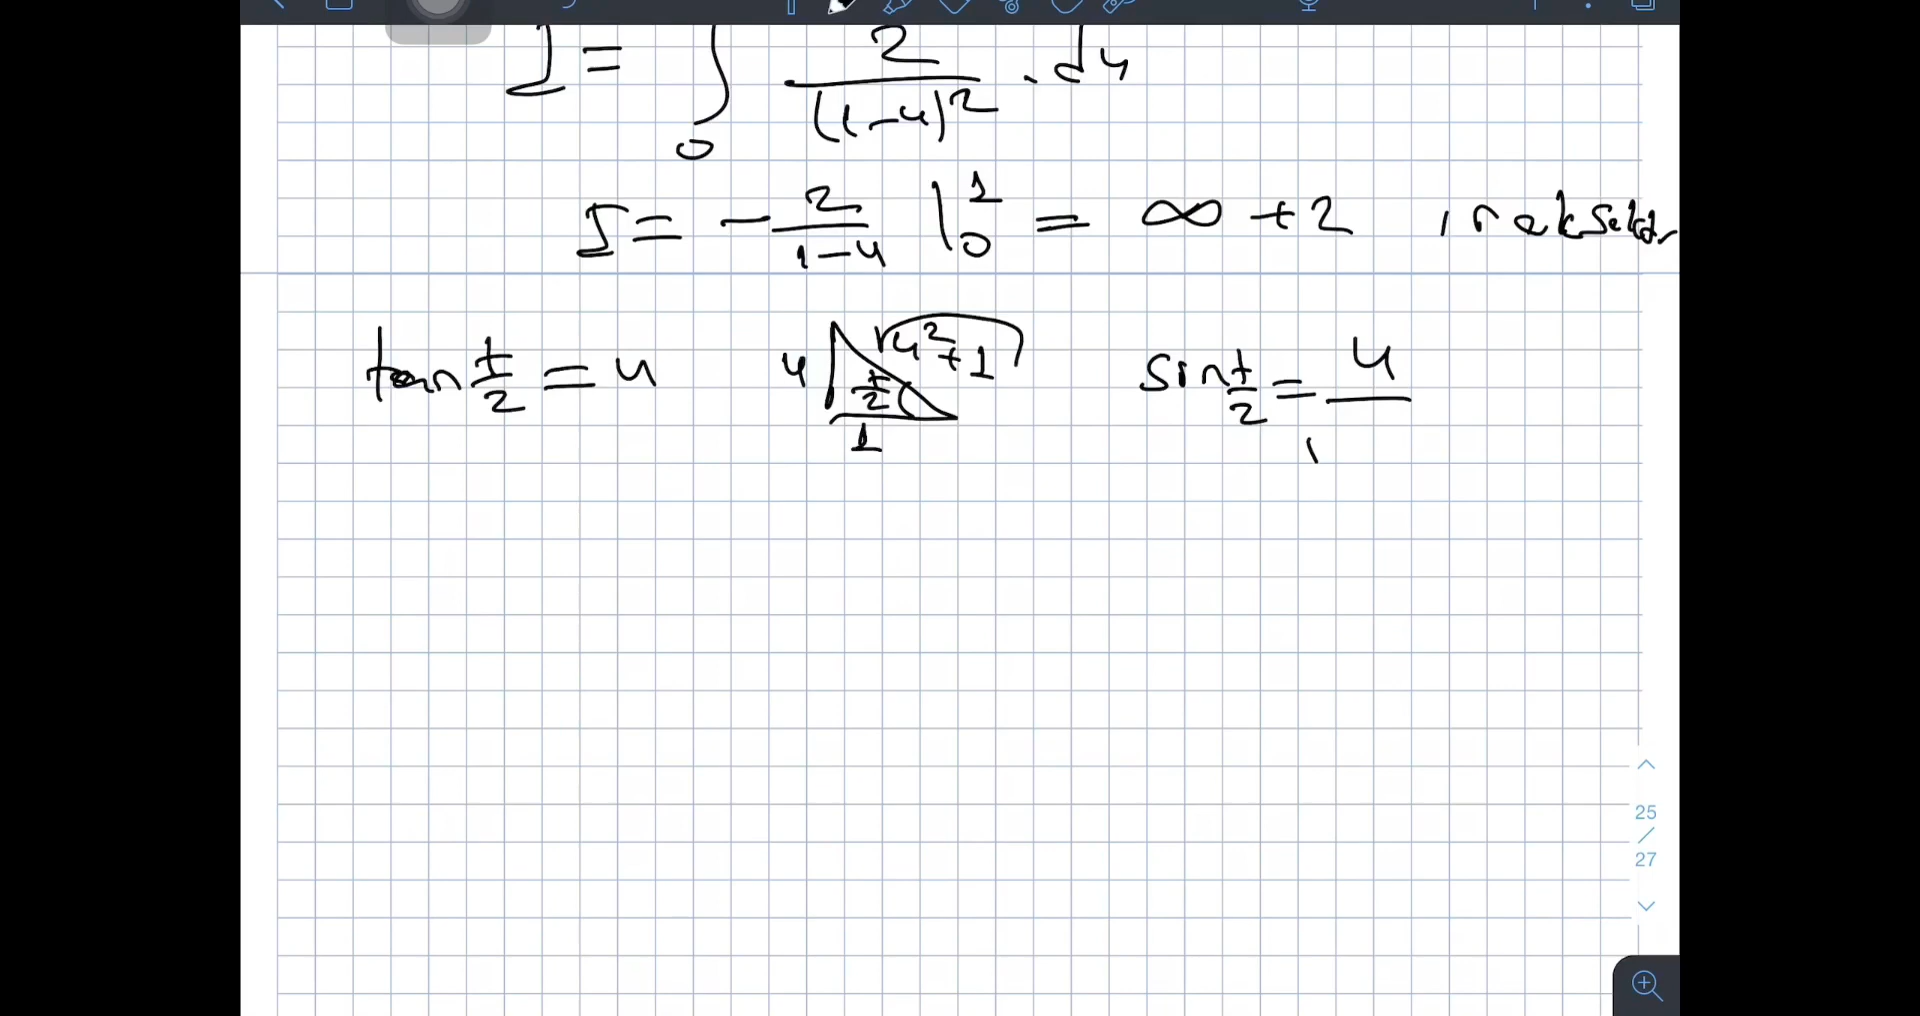 I = ∫₀ 2/(1-u)² . du
I = - 2/(1-u) |₀¹ = ∞ + 2 ıraksaktır
tan t/2 = u u √u²+1 t/2 1 sin t/2 = u/
25
/
27